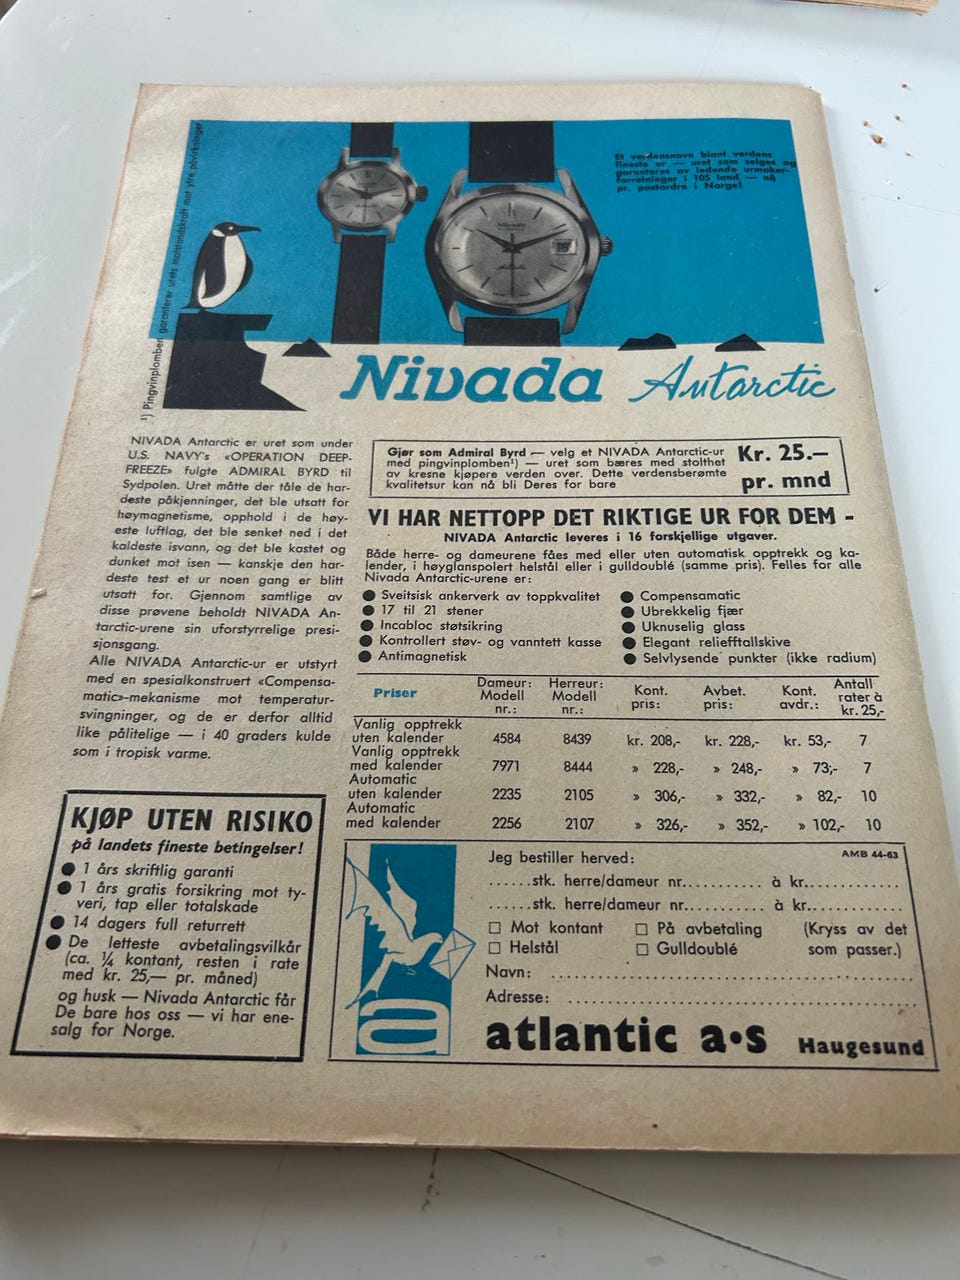 Et verdensnavn blant verdens
fineste ur — uret som selges og
garanteres av ledende urmaker-
forretninger i 105 land — nå
pr. postordre i Norge!
¹) Pingvinplomben garanterer urets motstandskraft mot ytre påvirkninger
Nivada
16
Nivada Antarctic
NIVADA Antarctic er uret som under
U.S. NAVY's «OPERATION DEEP-
FREEZE» fulgte ADMIRAL BYRD til
Sydpolen. Uret måtte der tåle de har-
deste påkjenninger, det ble utsatt for
høymagnetisme, opphold i de høy-
este luftlag, det ble senket ned i det
kaldeste isvann, og det ble kastet og
dunket mot isen — kanskje den har-
deste test et ur noen gang er blitt
utsatt for. Gjennom samtlige av
disse prøvene beholdt NIVADA An-
tarctic-urene sin uforstyrrelige presi-
sjonsgang.
Alle NIVADA Antarctic-ur er utstyrt
med en spesialkonstruert «Compensa-
matic»-mekanisme mot temperatur-
svingninger, og de er derfor alltid
like pålitelige — i 40 graders kulde
som i tropisk varme.
Gjør som Admiral Byrd — velg et NIVADA Antarctic-ur
med pingvinplomben¹) — uret som bæres med stolthet
av kresne kjøpere verden over. Dette verdensberømte
kvalitetsur kan nå bli Deres for bare
Kr. 25.—
pr. mnd
VI HAR NETTOPP DET RIKTIGE UR FOR DEM -
NIVADA Antarctic leveres i 16 forskjellige utgaver.
Både herre- og dameurene fåes med eller uten automatisk opptrekk og ka-
lender, i høyglanspolert helstål eller i gulldoublé (samme pris). Felles for alle
Nivada Antarctic-urene er:
● Sveitsisk ankerverk av toppkvalitet
● 17 til 21 stener
● Incabloc støtsikring
● Kontrollert støv- og vanntett kasse
● Antimagnetisk
● Compensamatic
● Ubrekkelig fjær
● Uknuselig glass
● Elegant reliefftallskive
● Selvlysende punkter (ikke radium)
Priser Dameur: Modell nr.: Herreur: Modell nr.: Kont. pris: Avbet. pris: Kont. avdr.: Antall rater à kr. 25,-
Vanlig opptrekk
uten kalender 4584 8439 kr. 208,- kr. 228,- kr. 53,- 7
Vanlig opptrekk
med kalender 7971 8444 » 228,- » 248,- » 73,- 7
Automatic
uten kalender 2235 2105 » 306,- » 332,- » 82,- 10
Automatic
med kalender 2256 2107 » 326,- » 352,- » 102,- 10
KJØP UTEN RISIKO
på landets fineste betingelser!
● 1 års skriftlig garanti
● 1 års gratis forsikring mot ty-
veri, tap eller totalskade
● 14 dagers full returrett
● De letteste avbetalingsvilkår
(ca. ¼ kontant, resten i rate
med kr. 25,— pr. måned)
og husk — Nivada Antarctic får
De bare hos oss — vi har ene-
salg for Norge.
Jeg bestiller herved: AMB 44-63
......stk. herre/dameur nr........... à kr............
......stk. herre/dameur nr........... à kr............
☐ Mot kontant ☐ På avbetaling (Kryss av det
☐ Helstål ☐ Gulldoublé som passer.)
Navn: ..........................................
Adresse: ........................................
a
atlantic a•s Haugesund